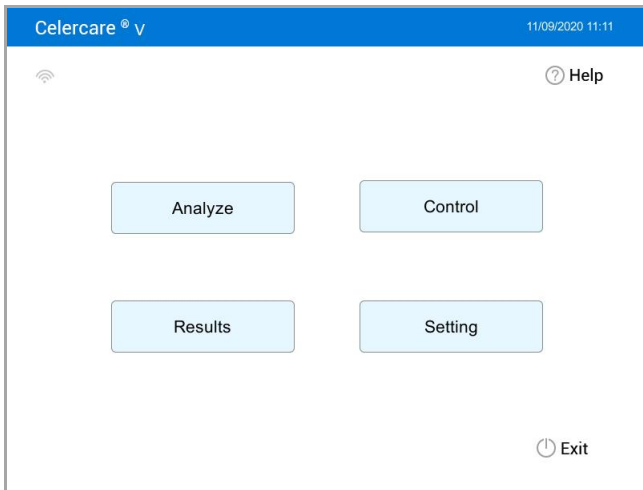 Celercare ® V 11/09/2020 11:11
Help
Analyze Control
Results Setting
Exit